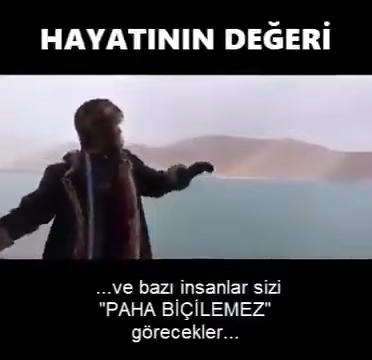 HAYATININ DEĞERİ
...ve bazı insanlar sizi
"PAHA BİÇİLEMEZ"
görecekler...